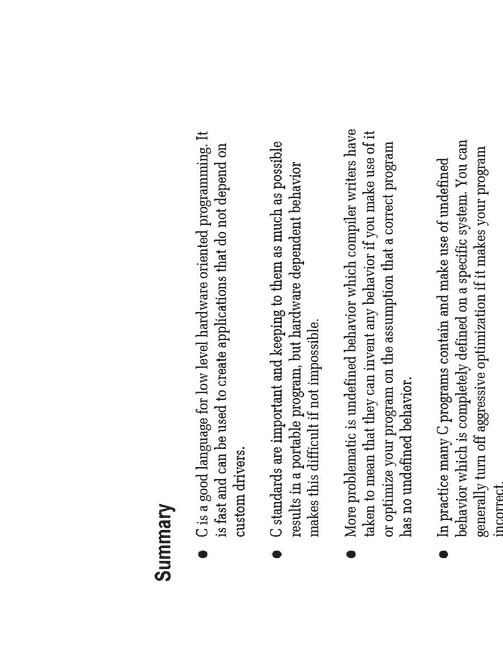 Summary
● C is a good language for low level hardware oriented programming. It
is fast and can be used to create applications that do not depend on
custom drivers.
● C standards are important and keeping to them as much as possible
results in a portable program, but hardware dependent behavior
makes this difficult if not impossible.
● More problematic is undefined behavior which compiler writers have
taken to mean that they can invent any behavior if you make use of it
or optimize your program on the assumption that a correct program
has no undefined behavior.
● In practice many C programs contain and make use of undefined
behavior which is completely defined on a specific system. You can
generally turn off aggressive optimization if it makes your program
incorrect.